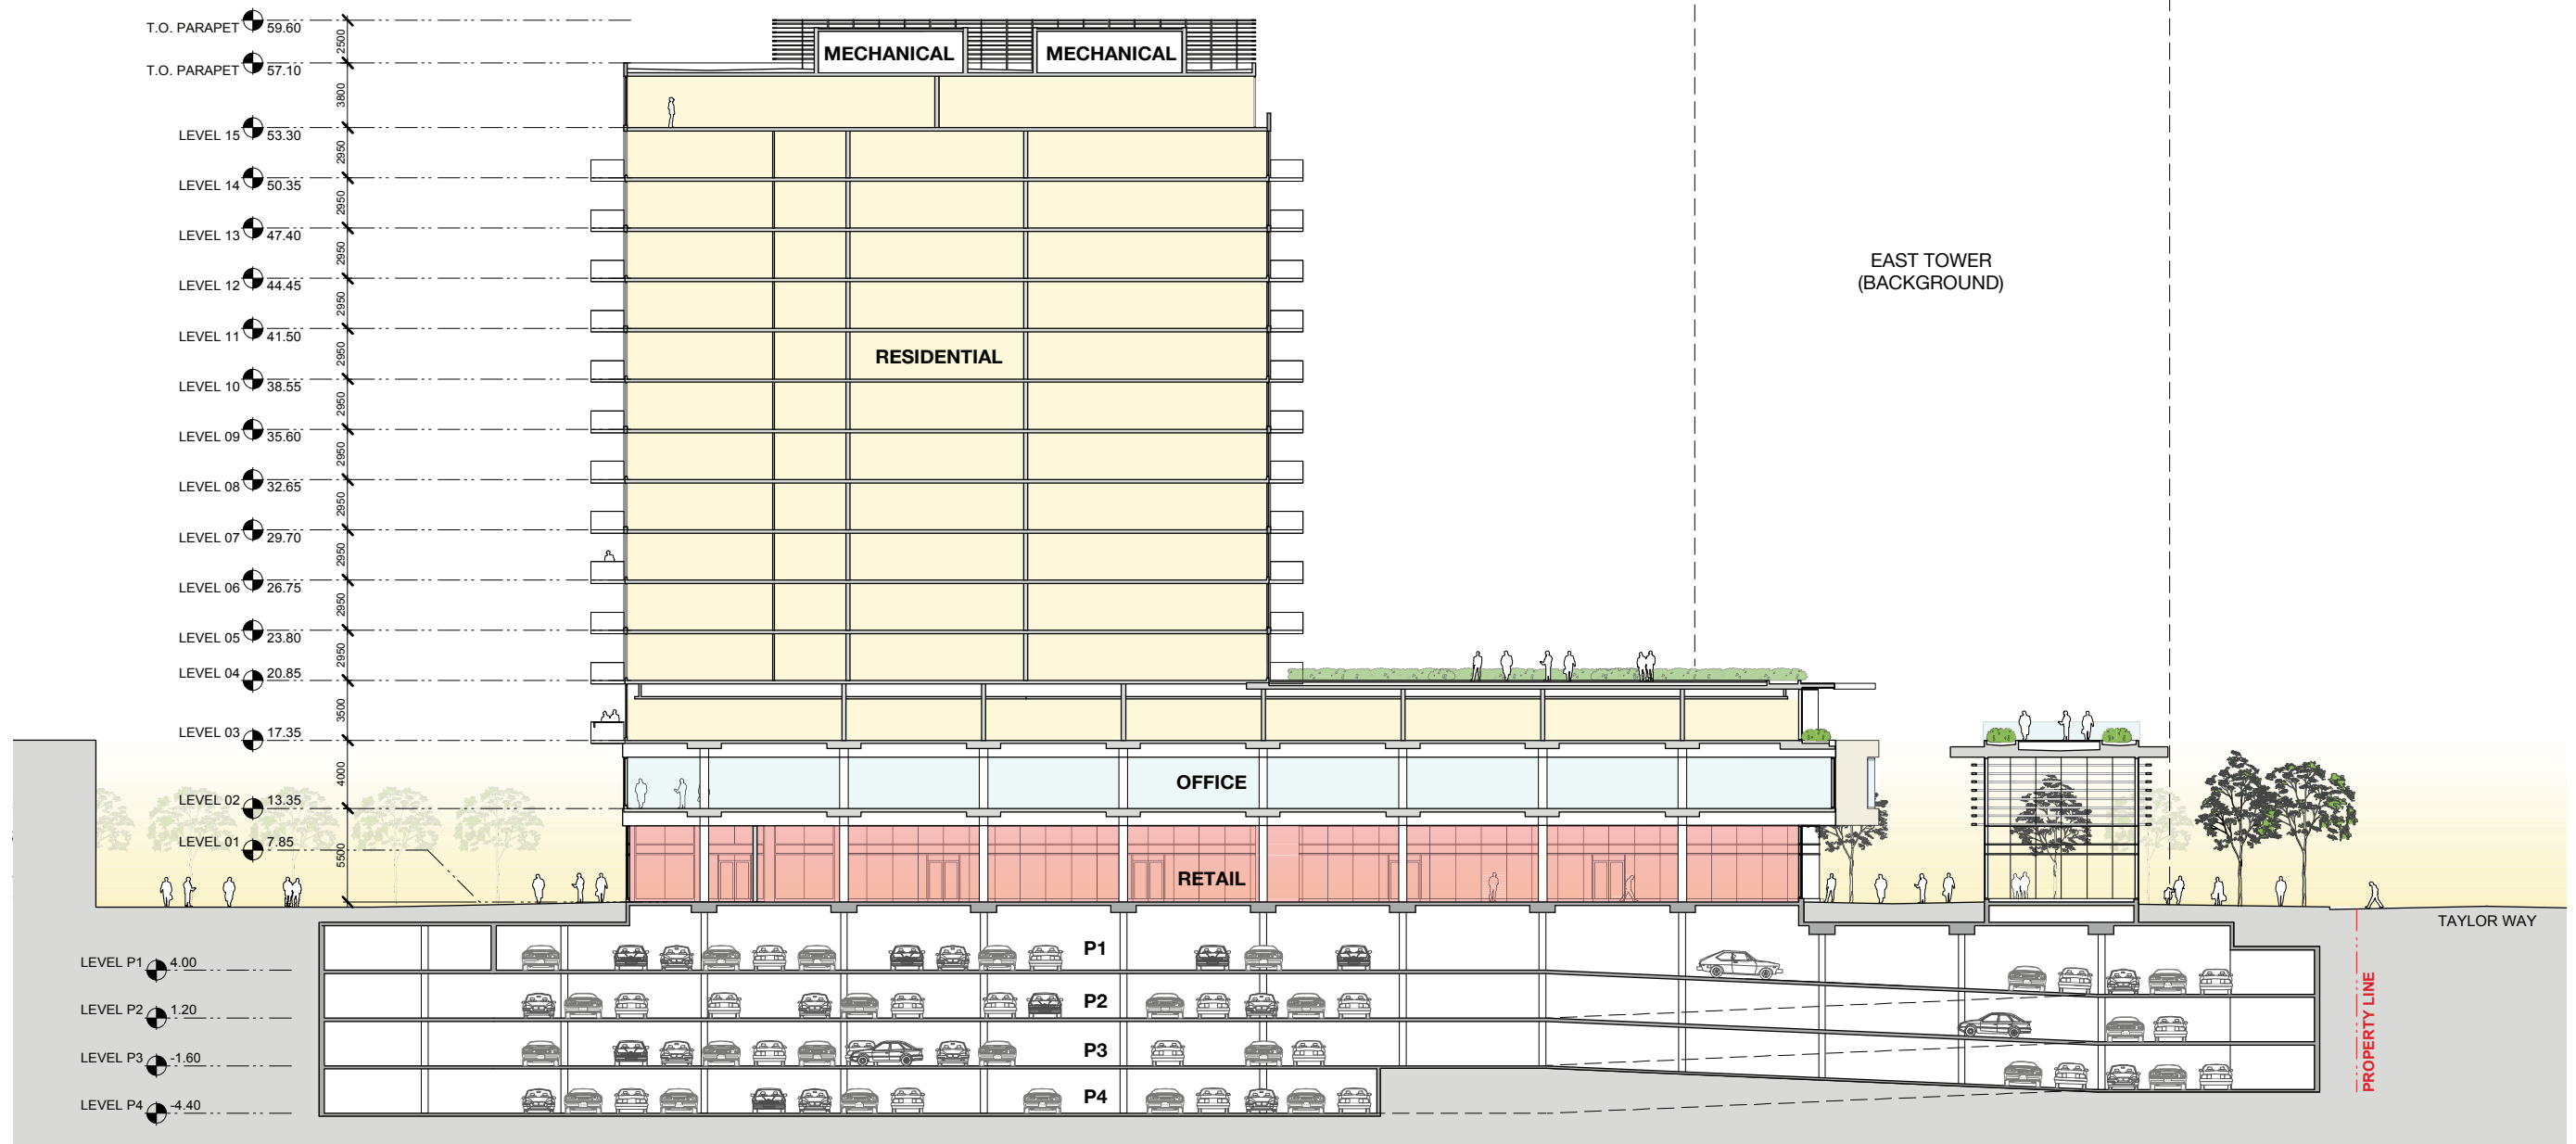 T.O. PARAPET 59.60
2500
MECHANICAL MECHANICAL
T.O. PARAPET 57.10
3800
LEVEL 15 53.30
2950
LEVEL 14 50.35
2950
LEVEL 13 47.40
2950
LEVEL 12 44.45
2950
LEVEL 11 41.50
2950
LEVEL 10 38.55
2950
LEVEL 09 35.60
2950
LEVEL 08 32.65
2950
LEVEL 07 29.70
2950
LEVEL 06 26.75
2950
LEVEL 05 23.80
2950
LEVEL 04 20.85
3500
LEVEL 03 17.35
4000
LEVEL 02 13.35
LEVEL 01 7.85
5500
EAST TOWER
(BACKGROUND)
RESIDENTIAL
OFFICE
RETAIL
TAYLOR WAY
PROPERTY LINE
LEVEL P1 4.00
P1
LEVEL P2 1.20
P2
LEVEL P3 -1.60
P3
LEVEL P4 -4.40
P4